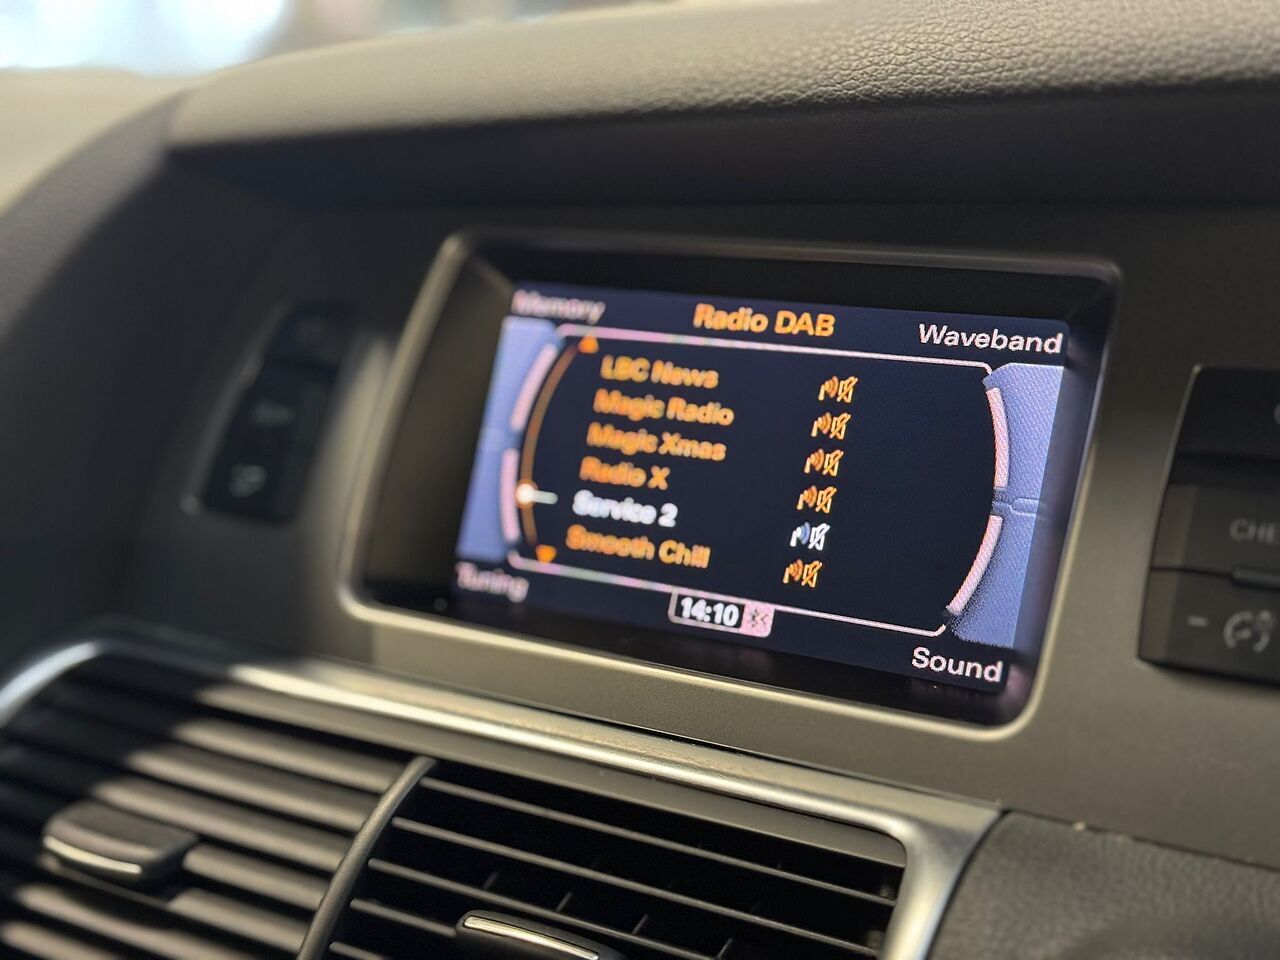 Memory
Radio DAB
Waveband
LBC News
Magic Radio
Magic Xmas
Radio X
Service 2
Smooth Chill
Tuning
14:10
Sound